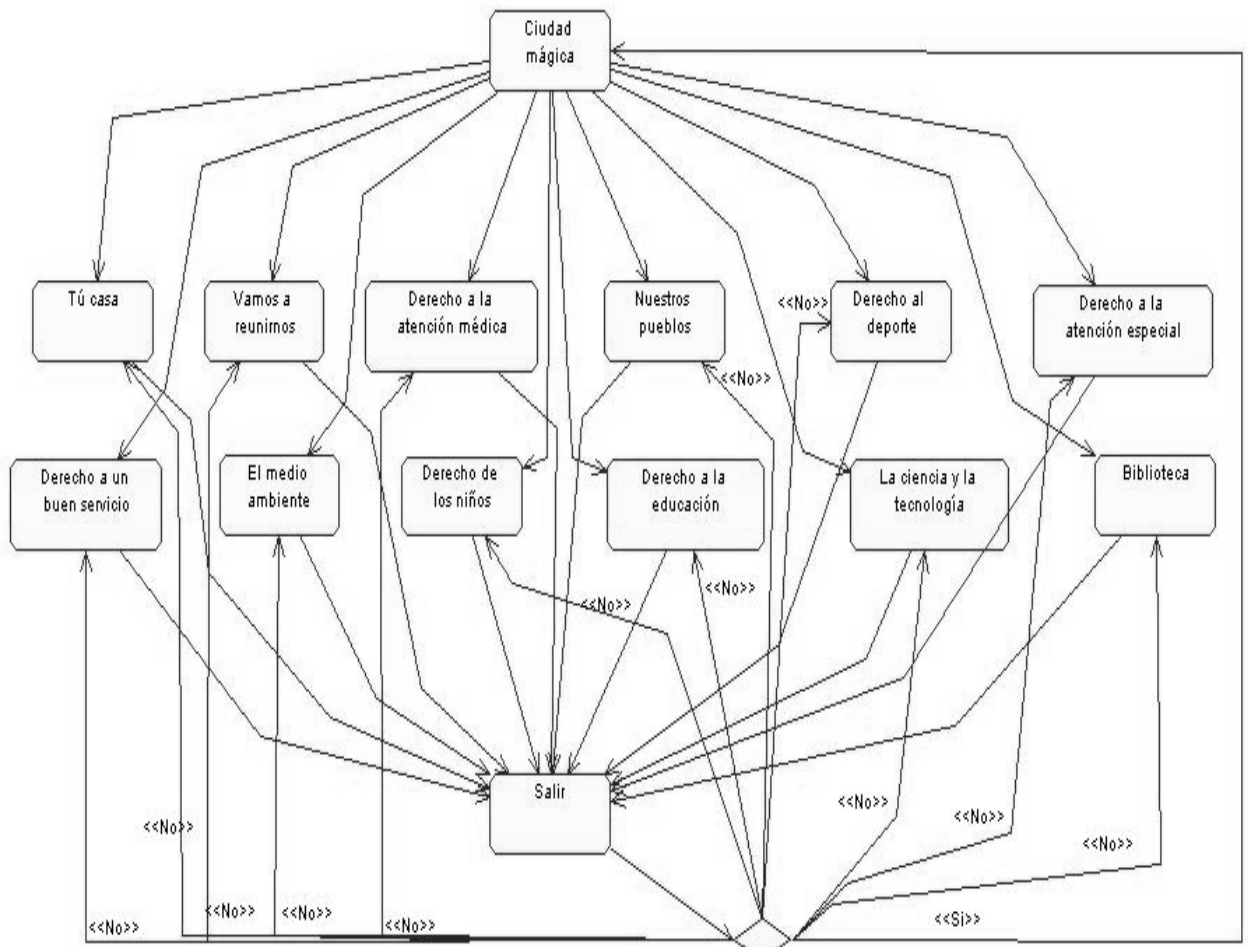 Ciudad
mágica
Tú casa
Vamos a
reunirnos
Derecho a la
atención médica
Nuestros
pueblos
<<No>>
Derecho al
deporte
Derecho a la
atención especial
<<No>>
Derecho a un
buen servicio
El medio
ambiente
Derecho de
los niños
Derecho a la
educación
La ciencia y la
tecnología
Biblioteca
<<No>>
<<No>>
Salir
<<No>>
<<No>>
<<No>>
<<No>>
<<No>>
<<No>>
<<No>>
<<Si>>